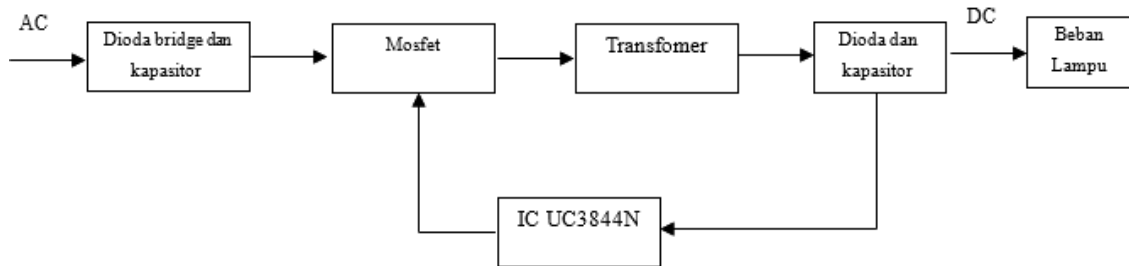 AC
Dioda bridge dan
kapasitor
Mosfet
Transfomer
Dioda dan
kapasitor
DC
Beban
Lampu
IC UC3844N